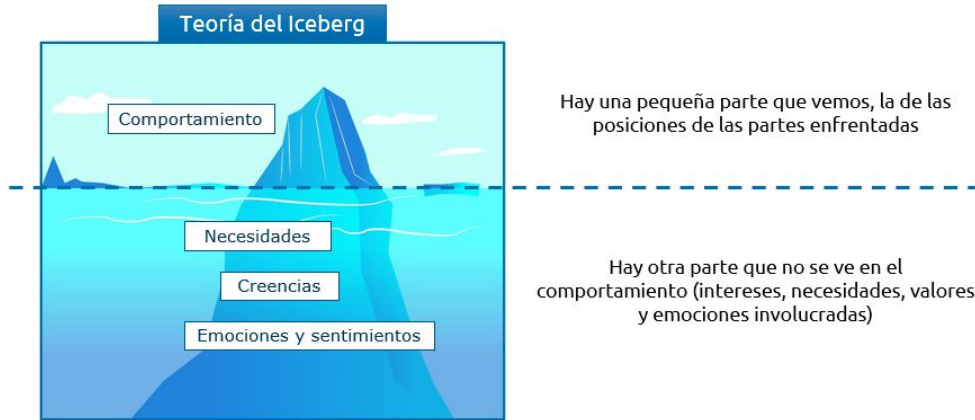 Teoría del Iceberg
Comportamiento
Hay una pequeña parte que vemos, la de las
posiciones de las partes enfrentadas
Necesidades
Creencias
Emociones y sentimientos
Hay otra parte que no se ve en el
comportamiento (intereses, necesidades, valores
y emociones involucradas)